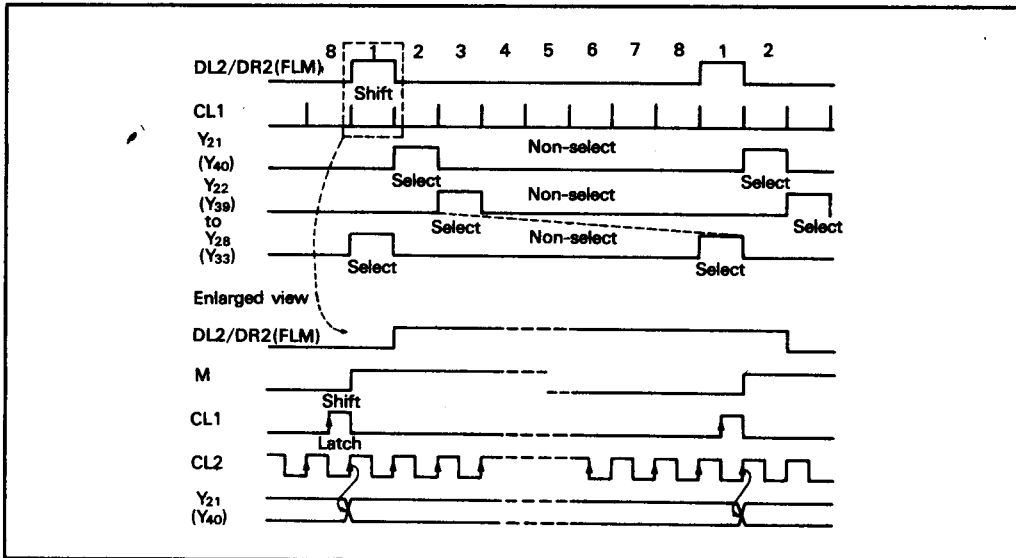 8 1 2 3 4 5 6 7 8 1 2
DL2/DR2(FLM)
Shift
CL1
Y21
(Y40)
Non-select
Select
Select
Y22
(Y39)
Non-select
Select
Select
to
Y28
(Y33)
Non-select
Select
Select
Enlarged view
DL2/DR2(FLM)
M
Shift
CL1
Latch
CL2
Y21
(Y40)